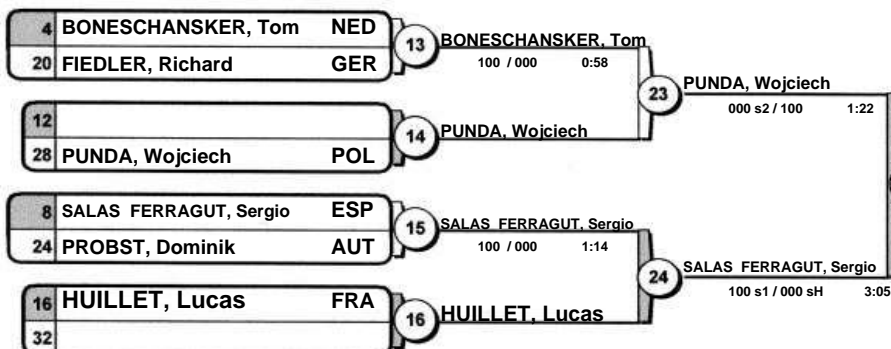 4 BONESCHANSKER, Tom NED
20 FIEDLER, Richard GER
13
BONESCHANSKER, Tom
100 / 000 0:58
12
28 PUNDA, Wojciech POL
14
PUNDA, Wojciech
23
PUNDA, Wojciech
000 s2 / 100 1:22
8 SALAS FERRAGUT, Sergio ESP
24 PROBST, Dominik AUT
15
SALAS FERRAGUT, Sergio
100 / 000 1:14
16 HUILLET, Lucas FRA
32
16
HUILLET, Lucas
24
SALAS FERRAGUT, Sergio
100 s1 / 000 sH 3:05